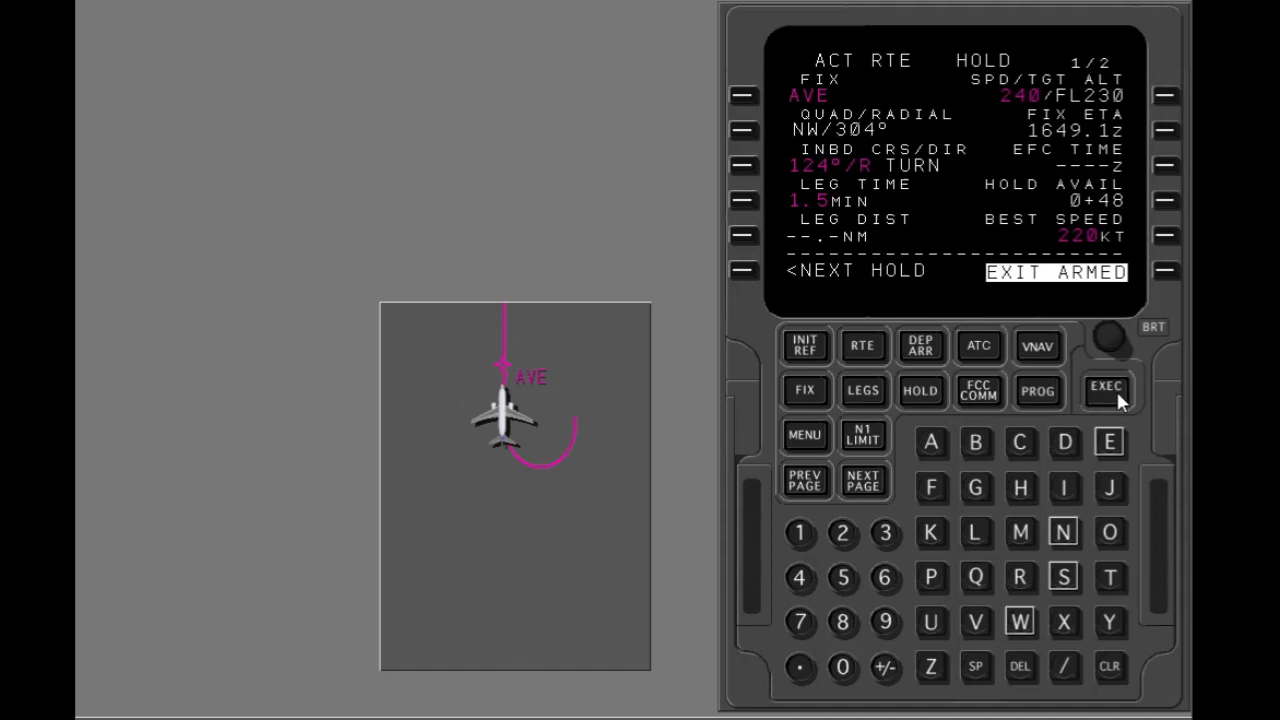 ACT RTE HOLD 1/2
FIX SPD/TGT ALT
AVE 240/FL230
QUAD/RADIAL FIX ETA
NW/304° 1649.1z
INBD CRS/DIR EFC TIME
124°/R TURN ----z
LEG TIME HOLD AVAIL
1.5MIN 0+48
LEG DIST BEST SPEED
--.-NM 220KT
------------------------
<NEXT HOLD EXIT ARMED
BRT
INIT REF RTE DEP ARR ATC VNAV
FIX LEGS HOLD FCC COMM PROG EXEC
MENU N1 LIMIT
PREV PAGE NEXT PAGE
A B C D E
F G H I J
1 2 3 K L M N O
4 5 6 P Q R S T
7 8 9 U V W X Y
. 0 +/- Z SP DEL / CLR
AVE